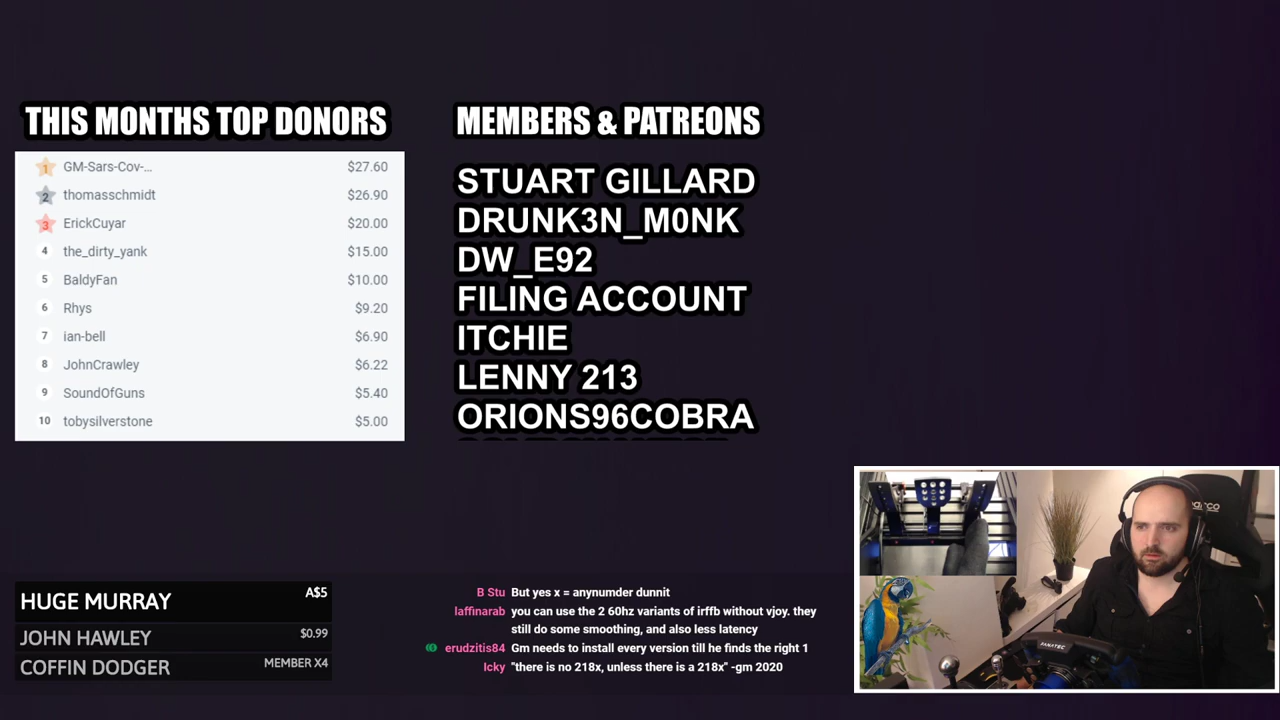 THIS MONTHS TOP DONORS
1 GM-Sars-Cov-... $27.60
2 thomasschmidt $26.90
3 ErickCuyar $20.00
4 the_dirty_yank $15.00
5 BaldyFan $10.00
6 Rhys $9.20
7 ian-bell $6.90
8 JohnCrawley $6.22
9 SoundOfGuns $5.40
10 tobysilverstone $5.00
MEMBERS & PATREONS
STUART GILLARD
DRUNK3N_M0NK
DW_E92
FILING ACCOUNT
ITCHIE
LENNY 213
ORIONS96COBRA
HUGE MURRAY A$5
JOHN HAWLEY $0.99
COFFIN DODGER MEMBER X4
B Stu But yes x = anynumder dunnit
laffinarab you can use the 2 60hz variants of irffb without vjoy. they
still do some smoothing, and also less latency
erudzitis84 Gm needs to install every version till he finds the right 1
Icky "there is no 218x, unless there is a 218x" -gm 2020
FANATEC